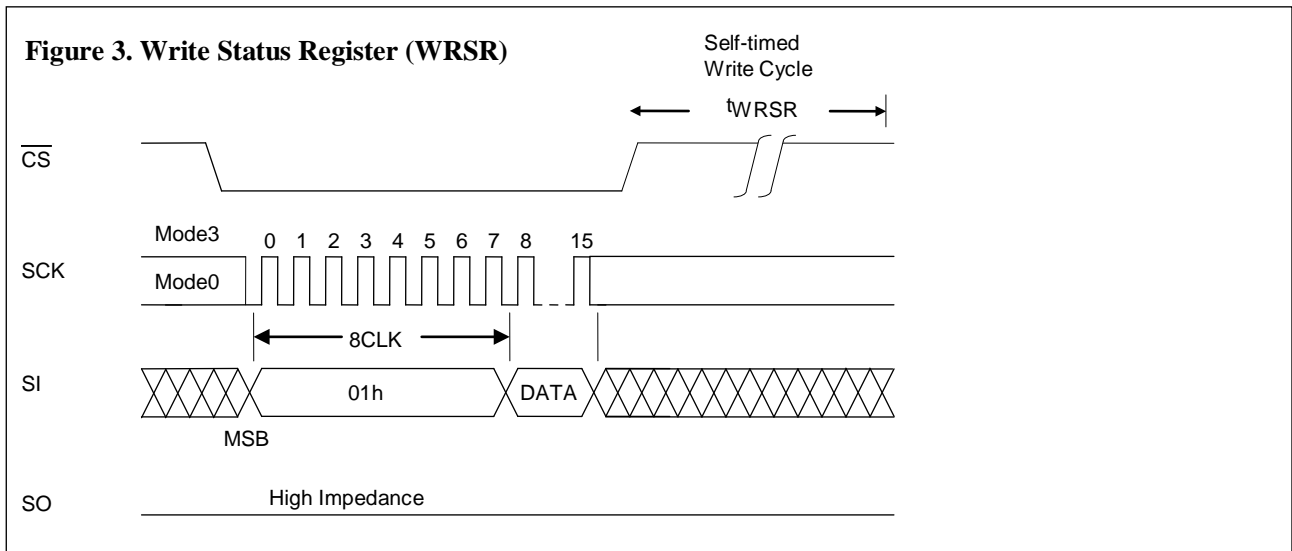 Figure 3. Write Status Register (WRSR)
Self-timed
Write Cycle
tWRSR
CS
Mode3
0 1 2 3 4 5 6 7 8 15
SCK
Mode0
8CLK
SI
01h
DATA
MSB
SO
High Impedance